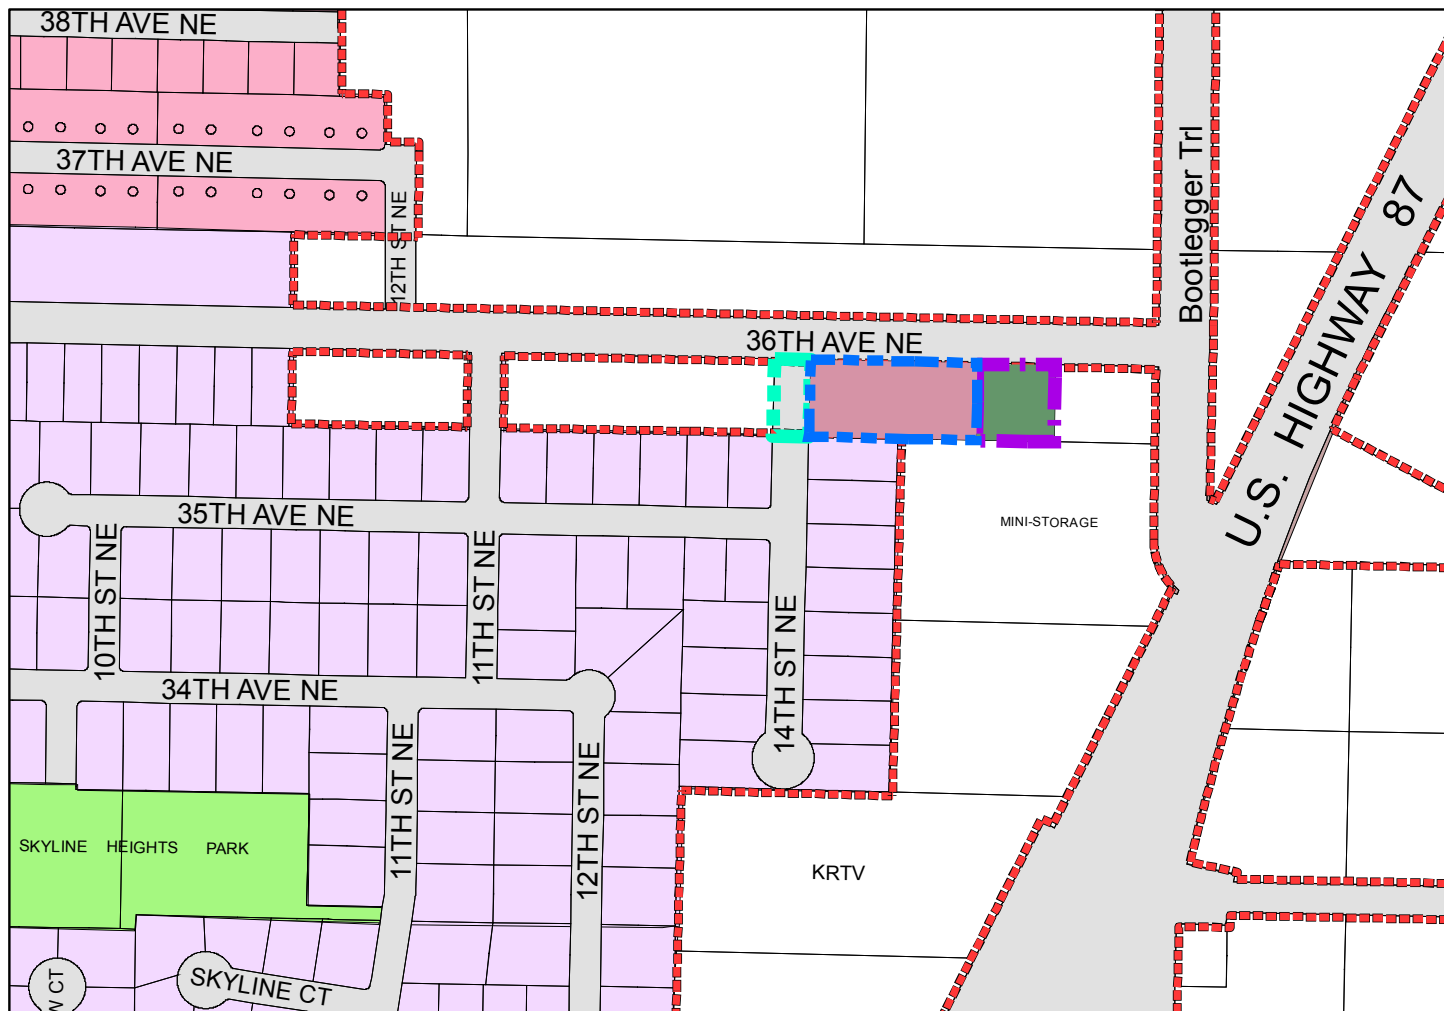 38TH AVE NE
37TH AVE NE
12TH ST NE
Bootlegger Trl
U.S. HIGHWAY 87
36TH AVE NE
35TH AVE NE
MINI-STORAGE
10TH ST NE
11TH ST NE
14TH ST NE
34TH AVE NE
11TH ST NE
12TH ST NE
SKYLINE HEIGHTS PARK
KRTV
SKYLINE CT
CT